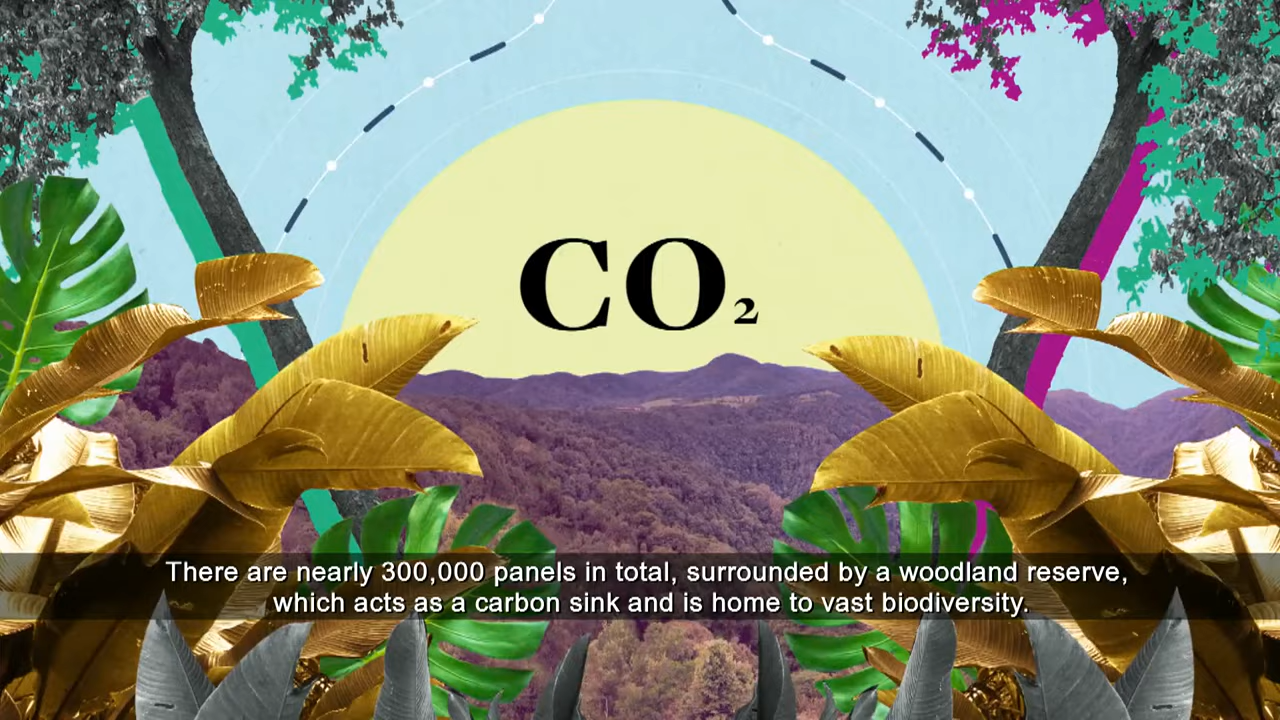 CO₂
There are nearly 300,000 panels in total, surrounded by a woodland reserve,
which acts as a carbon sink and is home to vast biodiversity.